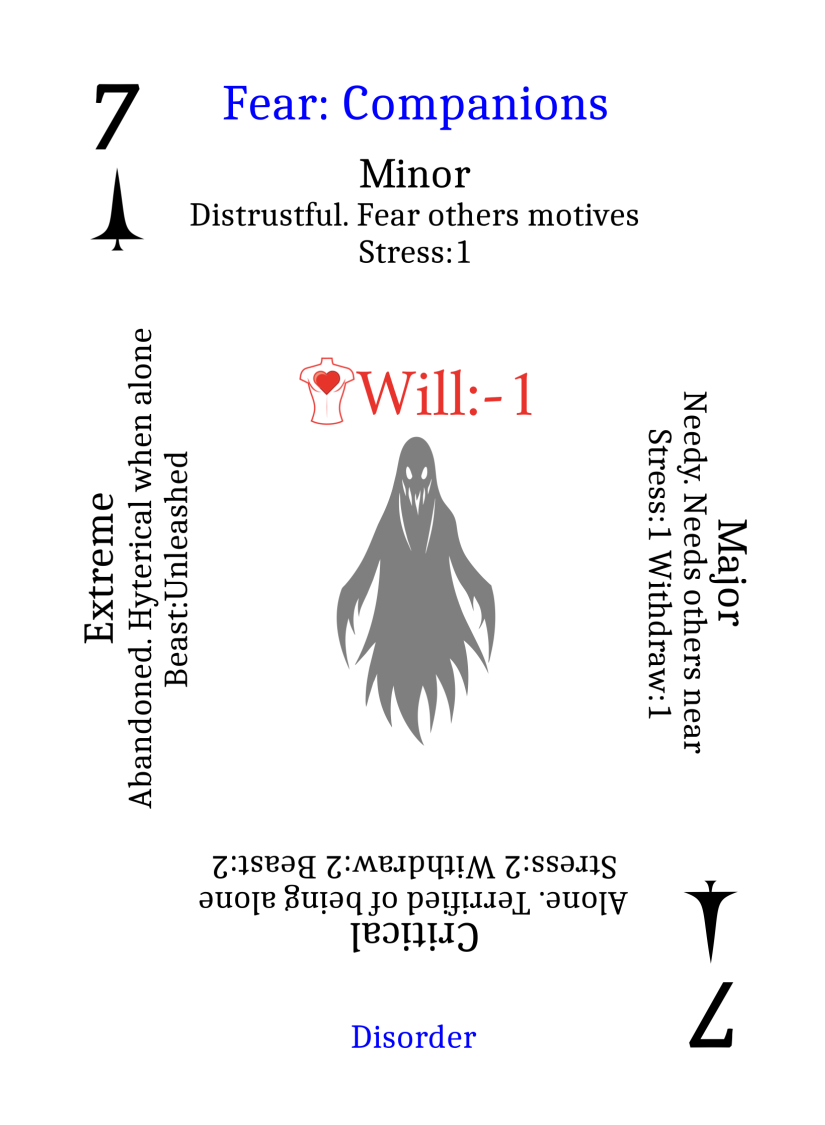 7
Fear: Companions
Minor
Distrustful. Fear others motives
Stress:1
Will:-1
Major
Needy. Needs others near
Stress:1 Withdraw:1
Critical
Alone. Terrified of being alone
Stress:2 Withdraw:2 Beast:2
Extreme
Abandoned. Hyterical when alone
Beast:Unleashed
7
Disorder